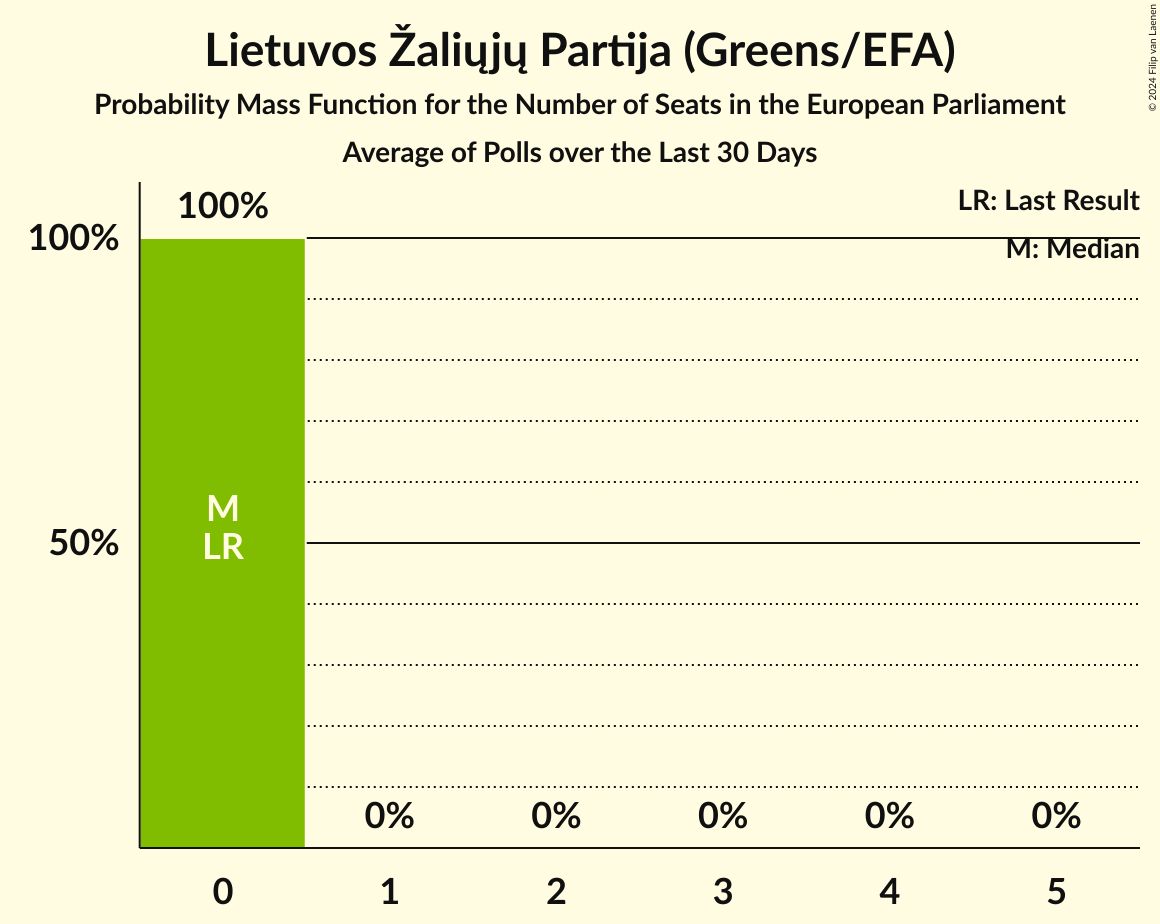 Lietuvos Žaliųjų Partija (Greens/EFA)
Probability Mass Function for the Number of Seats in the European Parliament
Average of Polls over the Last 30 Days
© 2024 Filip van Laenen
LR: Last Result
M: Median
100%
100%
50%
M
LR
0% 0% 0% 0% 0%
0 1 2 3 4 5